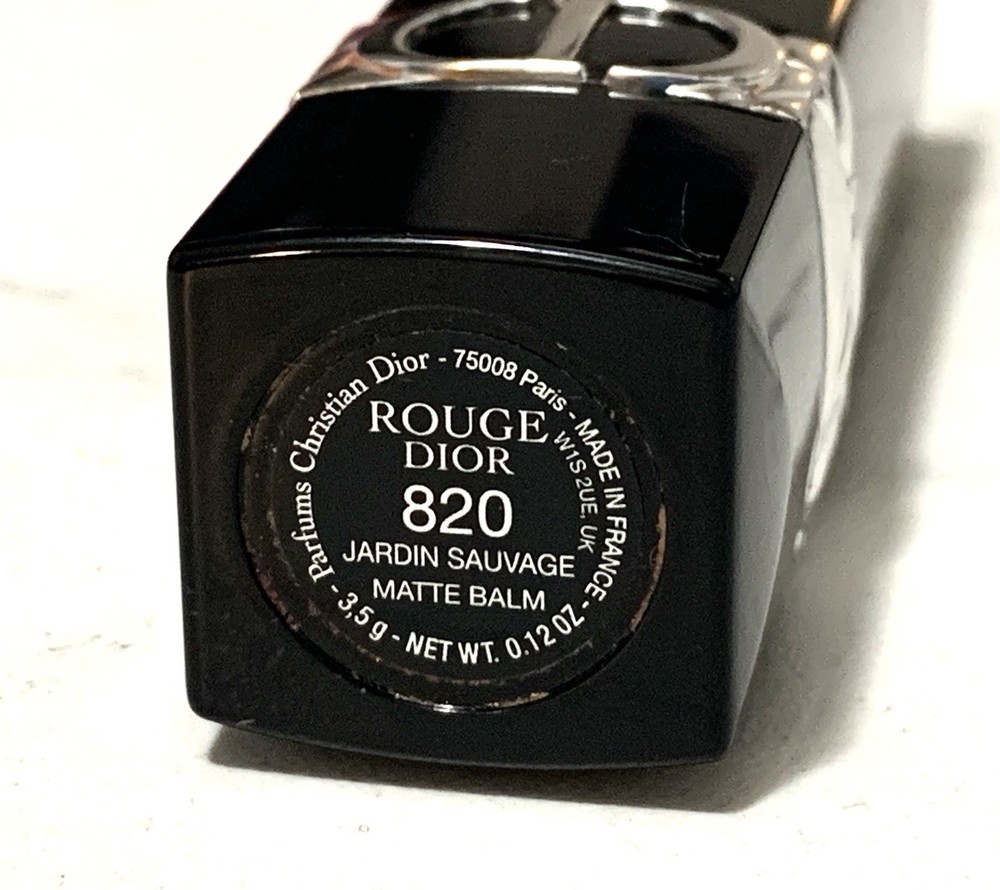 Parfums Christian Dior - 75008 Paris - MADE IN FRANCE - 3,5 g - NET WT. 0.12 OZ -
W1S 2UE, UK
ROUGE
DIOR
820
JARDIN SAUVAGE
MATTE BALM